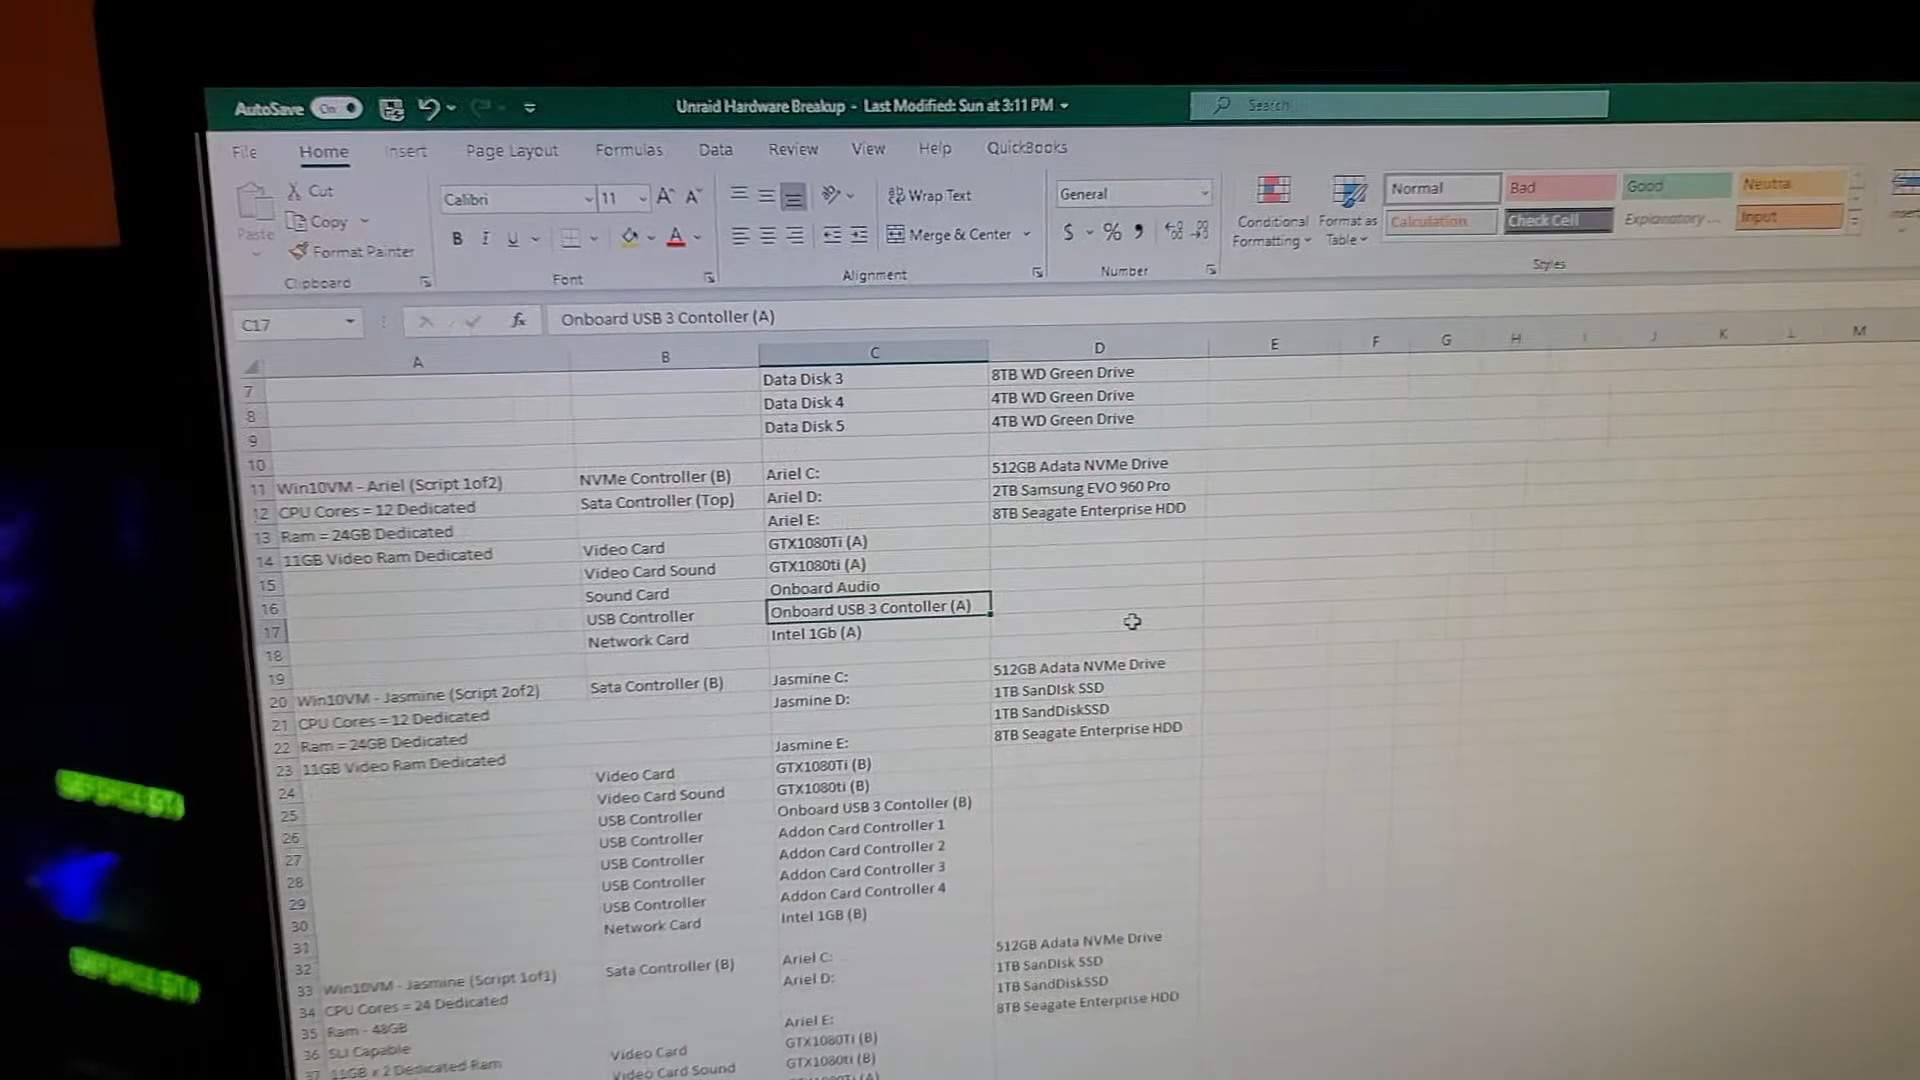 AutoSave On Unraid Hardware Breakup - Last Modified: Sun at 3:11 PM Search
File Home Insert Page Layout Formulas Data Review View Help QuickBooks
Cut
Copy
Paste
Format Painter
Clipboard
Calibri 11
B I U
Font
Wrap Text
Merge & Center
Alignment
General
$ % ,
Number
Conditional Formatting
Format as Table
Normal Bad Good Neutra
Calculation Check Cell Explanatory ... Input
Styles
C17 fx Onboard USB 3 Contoller (A)
A B C D E F G H I J K L M
7 Data Disk 3 8TB WD Green Drive
8 Data Disk 4 4TB WD Green Drive
9 Data Disk 5 4TB WD Green Drive
10
11 Win10VM - Ariel (Script 1of2) NVMe Controller (B) Ariel C: 512GB Adata NVMe Drive
12 CPU Cores = 12 Dedicated Sata Controller (Top) Ariel D: 2TB Samsung EVO 960 Pro
13 Ram = 24GB Dedicated Ariel E: 8TB Seagate Enterprise HDD
14 11GB Video Ram Dedicated Video Card GTX1080Ti (A)
15 Video Card Sound GTX1080ti (A)
16 Sound Card Onboard Audio
17 USB Controller Onboard USB 3 Contoller (A)
18 Network Card Intel 1Gb (A)
19
20 Win10VM - Jasmine (Script 2of2) Sata Controller (B) Jasmine C: 512GB Adata NVMe Drive
21 CPU Cores = 12 Dedicated Jasmine D: 1TB SanDIsk SSD
22 Ram = 24GB Dedicated 1TB SandDiskSSD
23 11GB Video Ram Dedicated Jasmine E: 8TB Seagate Enterprise HDD
24 Video Card GTX1080Ti (B)
25 Video Card Sound GTX1080ti (B)
26 USB Controller Onboard USB 3 Contoller (B)
27 USB Controller Addon Card Controller 1
28 USB Controller Addon Card Controller 2
29 USB Controller Addon Card Controller 3
30 USB Controller Addon Card Controller 4
31 Network Card Intel 1GB (B)
32
33 Win10VM - Jasmine (Script 1of1) Sata Controller (B) Ariel C: 512GB Adata NVMe Drive
34 CPU Cores = 24 Dedicated Ariel D: 1TB SanDIsk SSD
35 Ram - 48GB 1TB SandDiskSSD
36 SLI Capable Ariel E: 8TB Seagate Enterprise HDD
37 11GB x 2 Dedicated Ram Video Card GTX1080Ti (B)
Video Card Sound GTX1080ti (B)